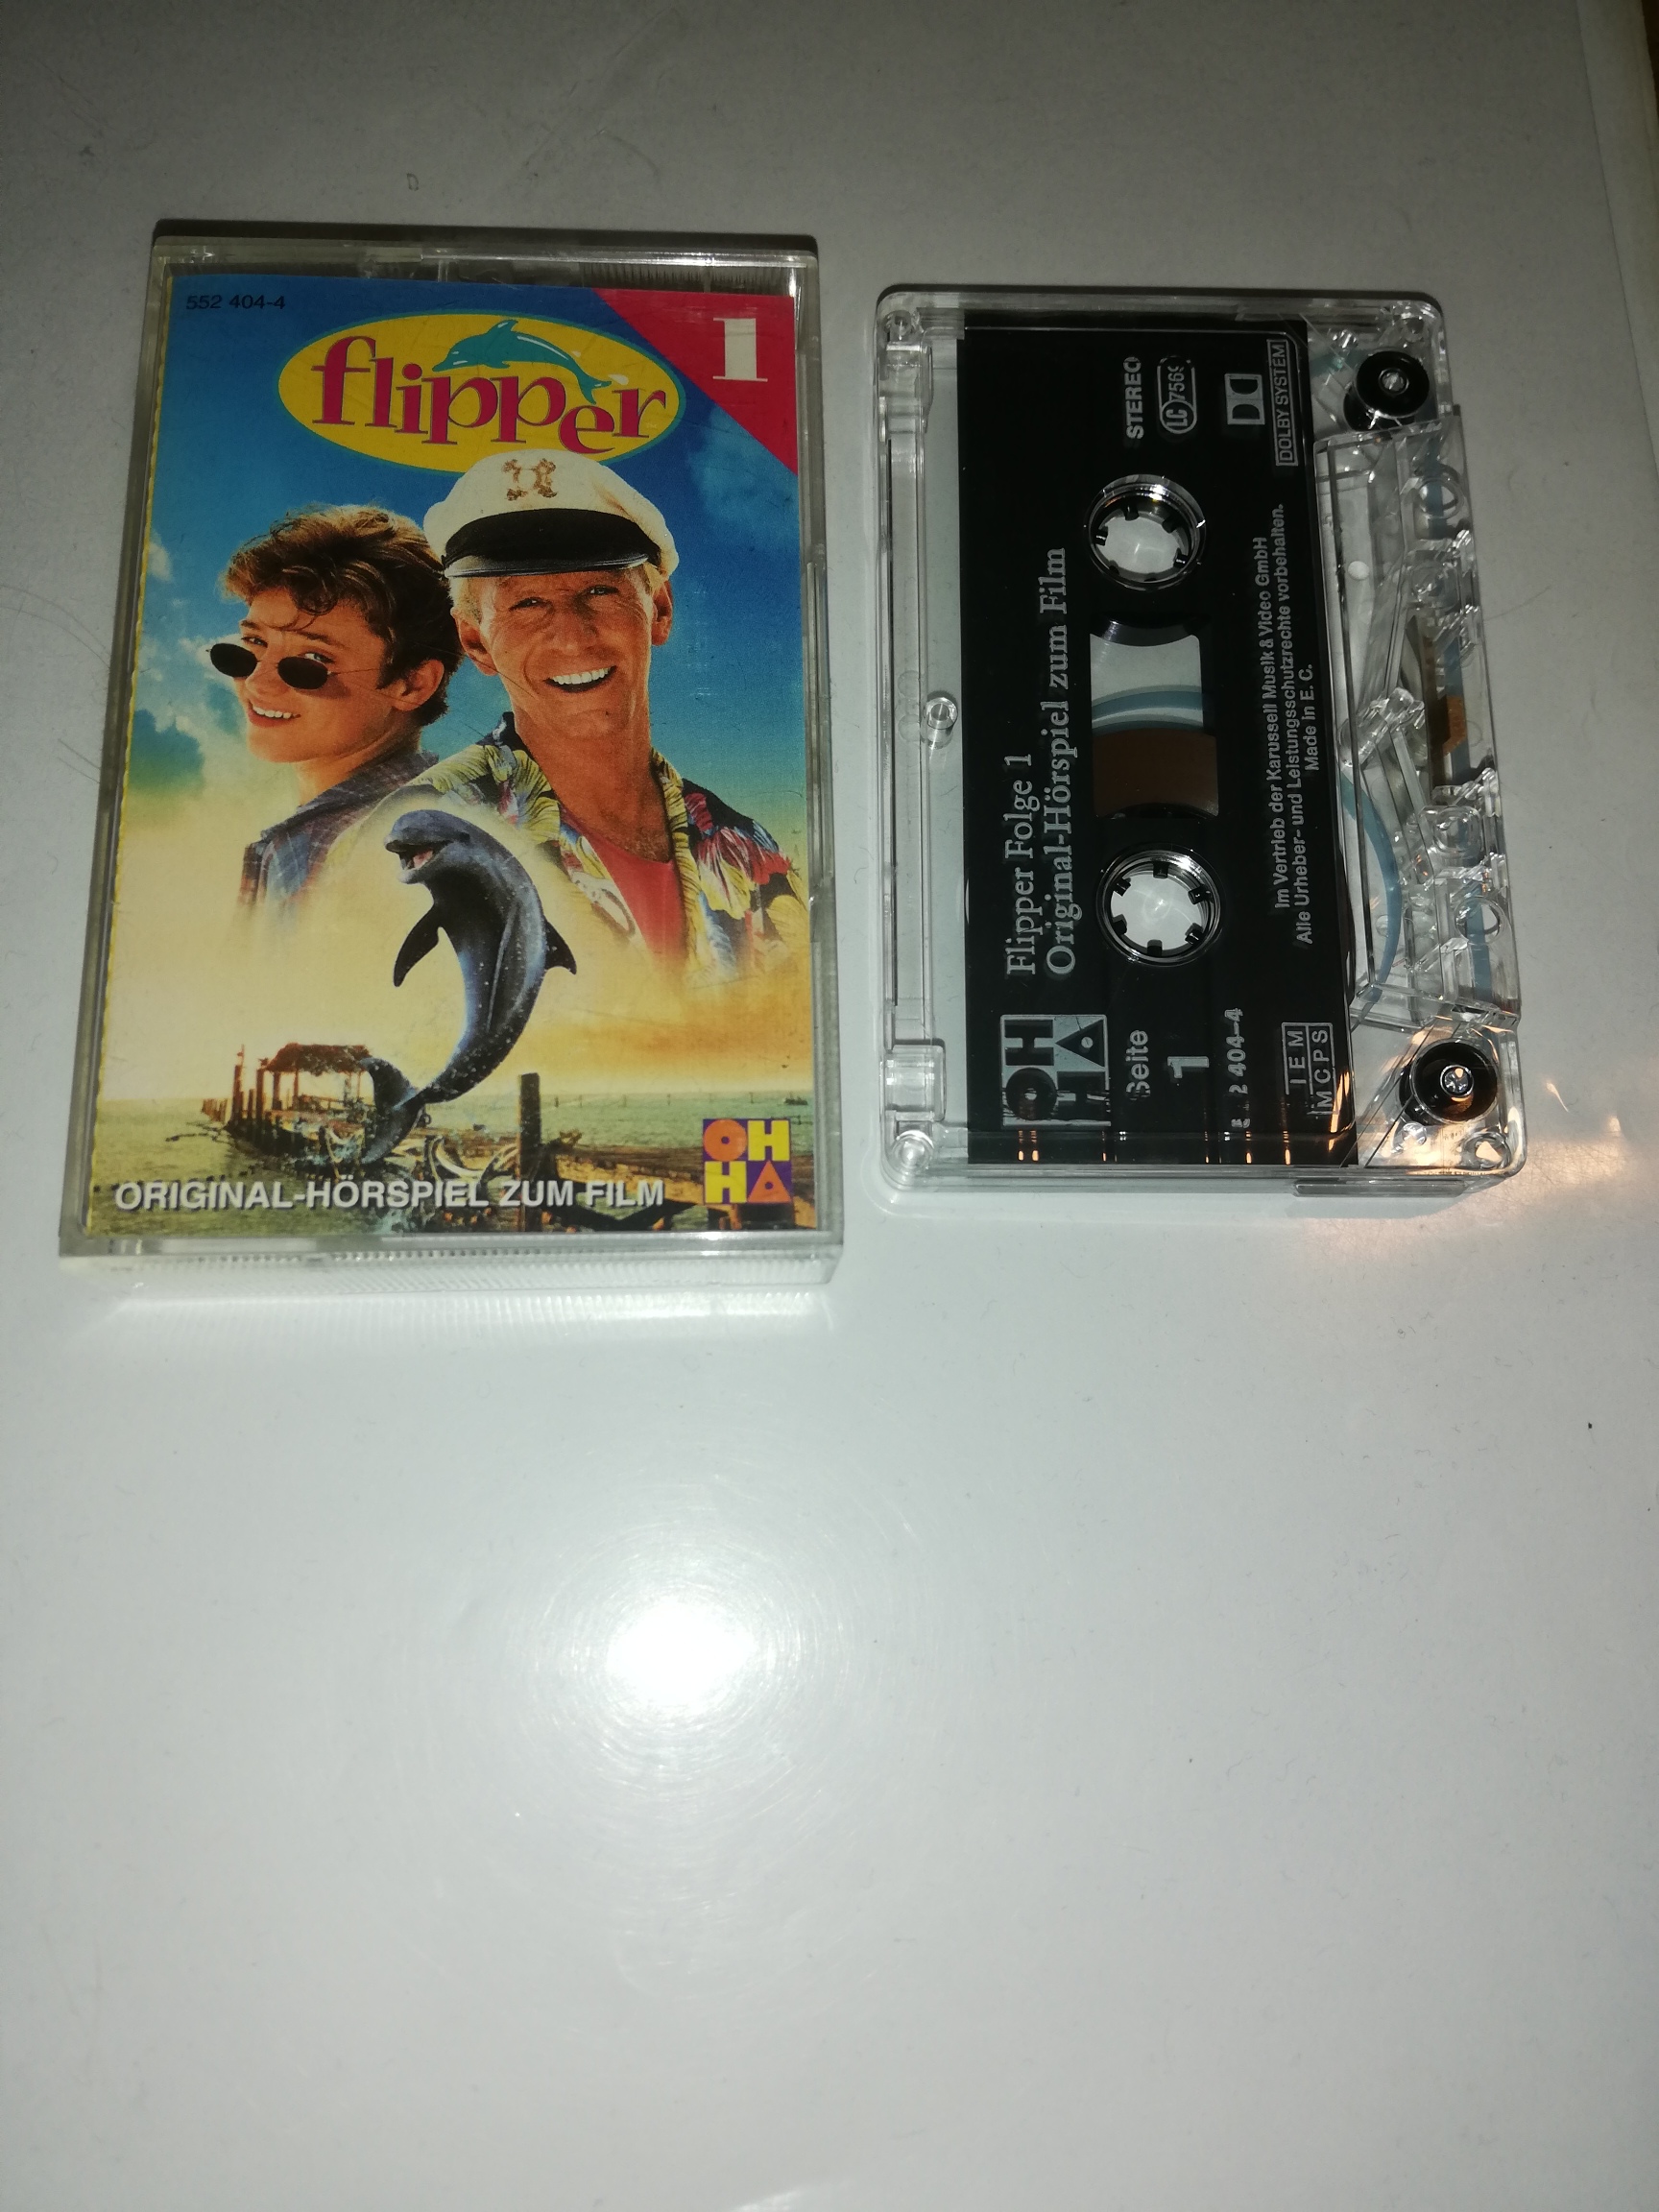 552 404-4
1
flipper
ORIGINAL-HÖRSPIEL ZUM FILM
OH
HA
OH
HA
Flipper Folge 1
Original-Hörspiel zum Film
STEREO
LC 7569
Seite
1
2 404-4
DOLBY SYSTEM
IEM
MCPS
Im Vertrieb der Karussell Musik & Video GmbH
Alle Urheber- und Leistungsschutzrechte vorbehalten.
Made in E. C.